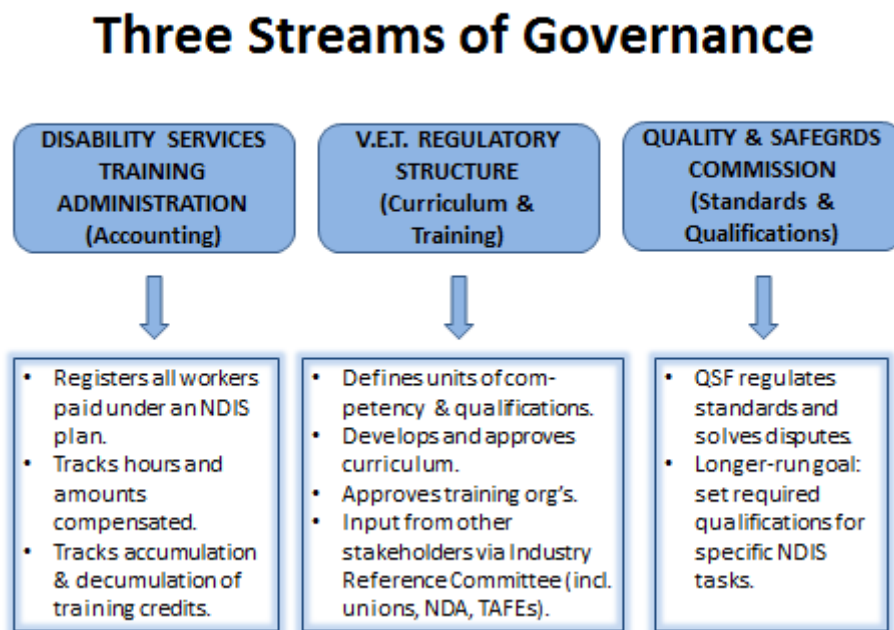 Three Streams of Governance
DISABILITY SERVICES
TRAINING
ADMINISTRATION
(Accounting)
• Registers all workers
paid under an NDIS
plan.
• Tracks hours and
amounts
compensated.
• Tracks accumulation
& decumulation of
training credits.
V.E.T. REGULATORY
STRUCTURE
(Curriculum &
Training)
• Defines units of com-
petency & qualifications.
• Develops and approves
curriculum.
• Approves training org's.
• Input from other
stakeholders via Industry
Reference Committee (incl.
unions, NDA, TAFEs).
QUALITY & SAFEGRDS
COMMISSION
(Standards &
Qualifications)
• QSF regulates
standards and
solves disputes.
• Longer-run goal:
set required
qualifications for
specific NDIS
tasks.